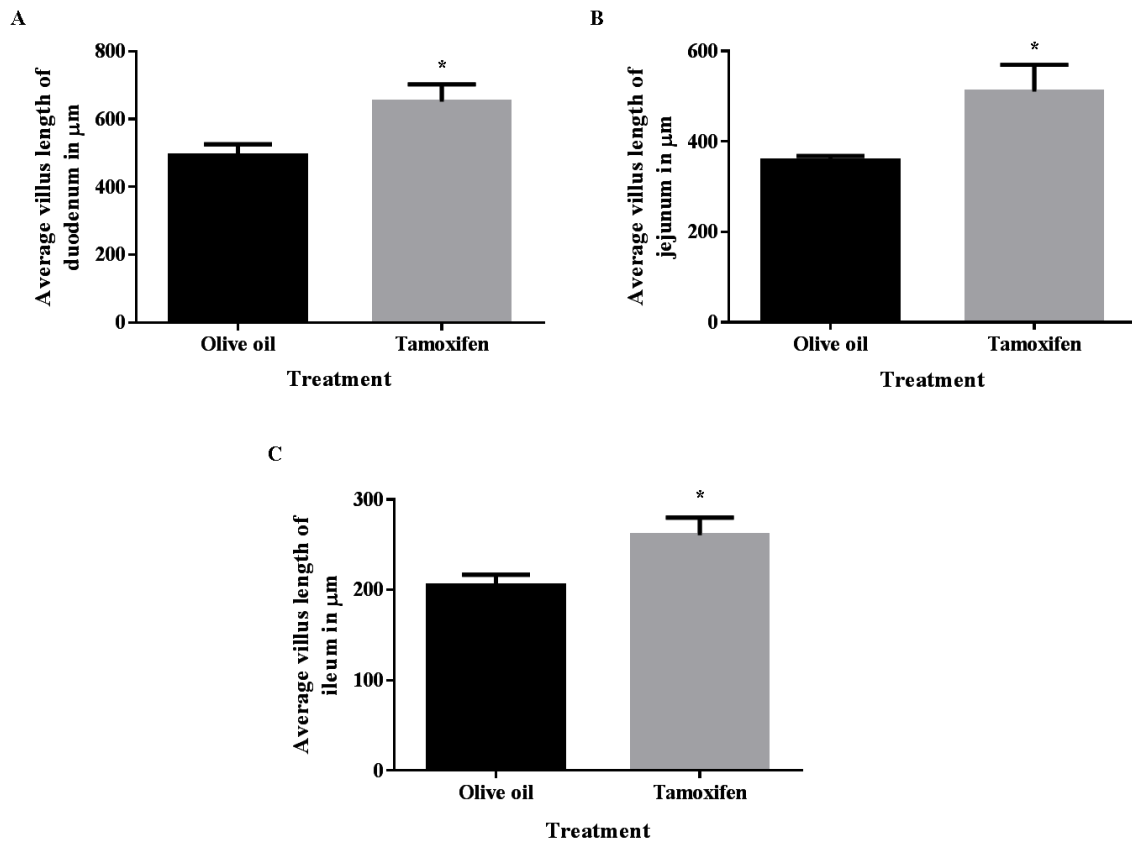 A
Average villus length of
duodenum in μm
800
600
400
200
0
*
Olive oil
Tamoxifen
Treatment
B
Average villus length of
jejunum in μm
600
400
200
0
*
Olive oil
Tamoxifen
Treatment
C
Average villus length of
ileum in μm
300
200
100
0
*
Olive oil
Tamoxifen
Treatment